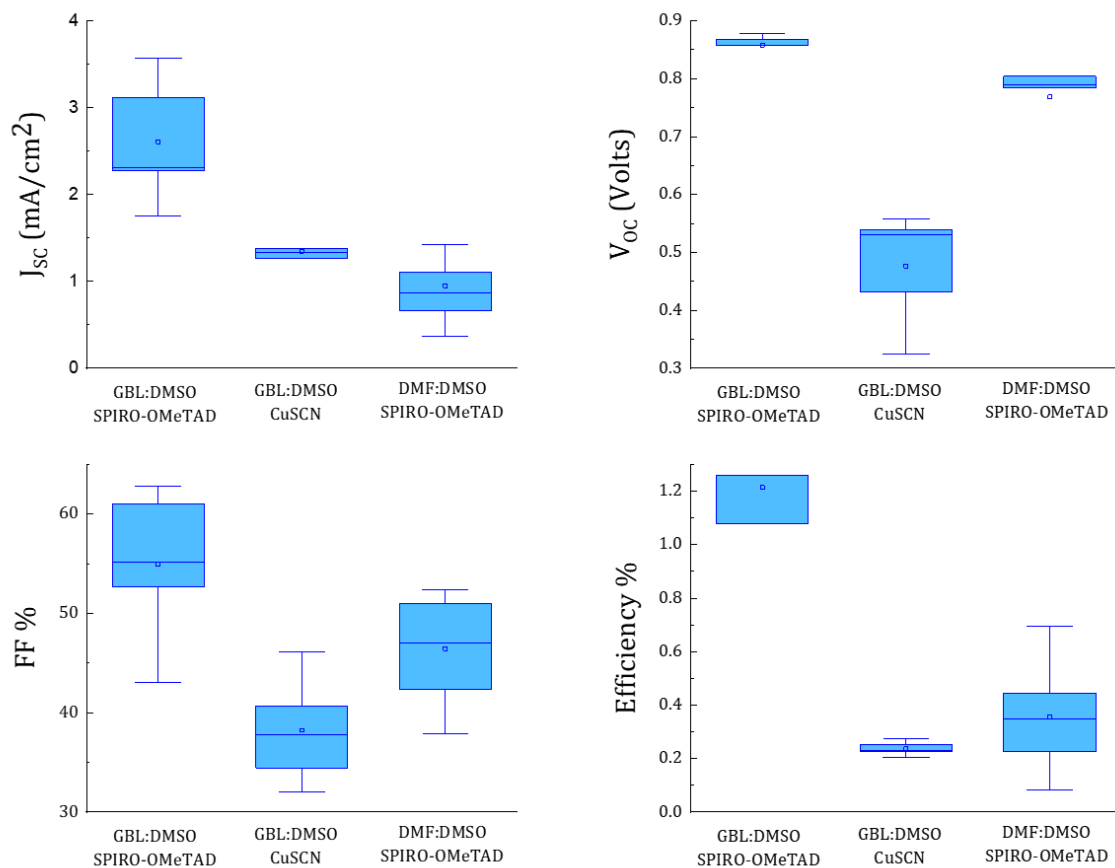 4
3
2
1
0
J_SC (mA/cm²)
GBL:DMSO
SPIRO-OMeTAD
GBL:DMSO
CuSCN
DMF:DMSO
SPIRO-OMeTAD
0.9
0.8
0.7
0.6
0.5
0.4
0.3
V_OC (Volts)
GBL:DMSO
SPIRO-OMeTAD
GBL:DMSO
CuSCN
DMF:DMSO
SPIRO-OMeTAD
60
50
40
30
FF %
GBL:DMSO
SPIRO-OMeTAD
GBL:DMSO
CuSCN
DMF:DMSO
SPIRO-OMeTAD
1.2
1.0
0.8
0.6
0.4
0.2
0.0
Efficiency %
GBL:DMSO
SPIRO-OMeTAD
GBL:DMSO
CuSCN
DMF:DMSO
SPIRO-OMeTAD